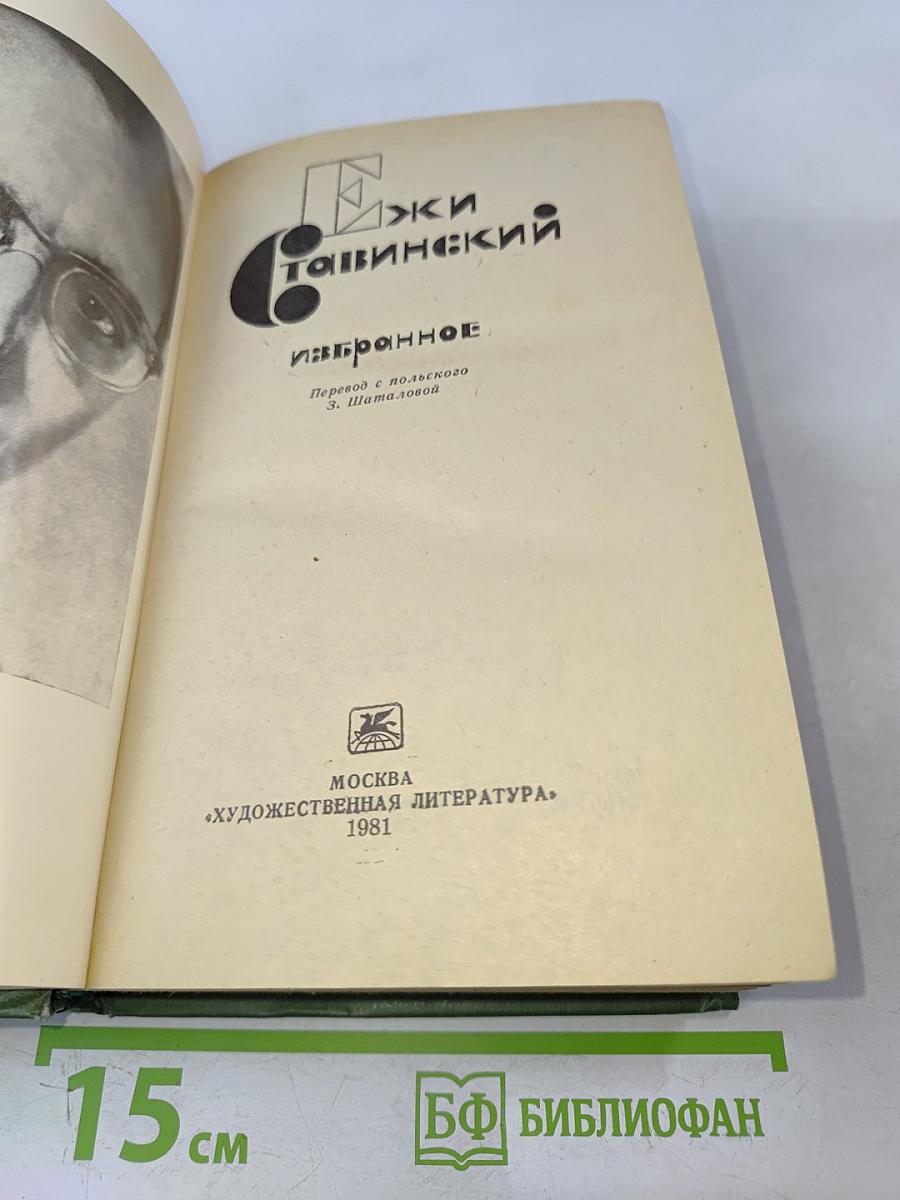 Ежи
Ставинский
избранное
Перевод с польского
З. Шаталовой
МОСКВА
«ХУДОЖЕСТВЕННАЯ ЛИТЕРАТУРА»
1981
15 см
БФ БИБЛИОФАН